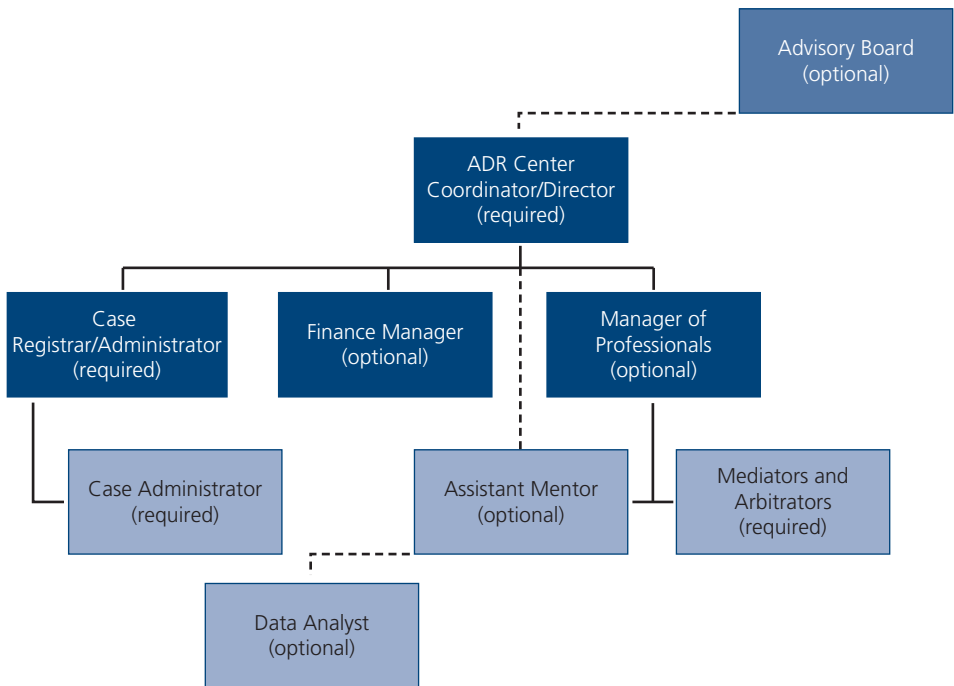 Advisory Board
(optional)
ADR Center
Coordinator/Director
(required)
Case
Registrar/Administrator
(required)
Finance Manager
(optional)
Manager of
Professionals
(optional)
Case Administrator
(required)
Assistant Mentor
(optional)
Mediators and
Arbitrators
(required)
Data Analyst
(optional)